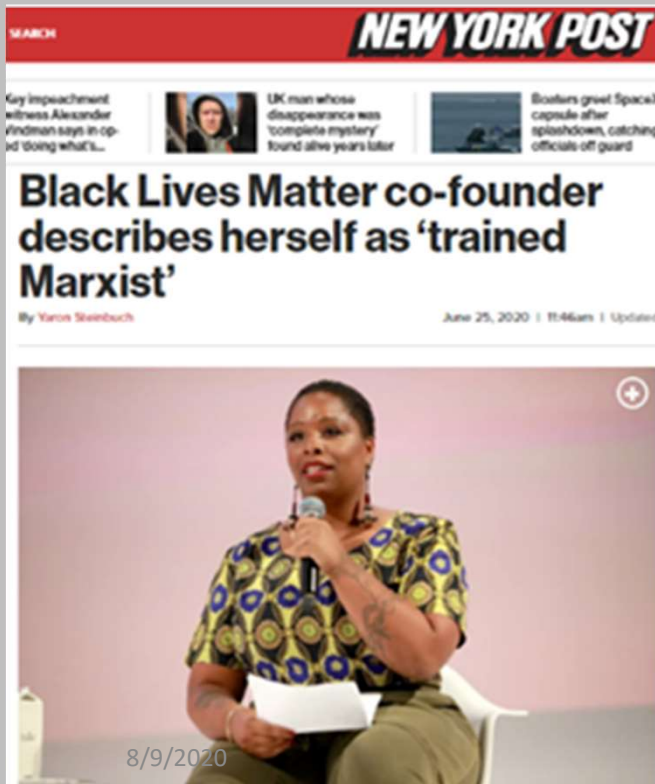 SEARCH
NEW YORK POST
Key impeachment
witness Alexander
Vindman says in op-
ed 'doing what's...
UK man whose
disappearance was
'complete mystery'
found alive years later
Boaters greet SpaceX
capsule after
splashdown, catching
officials off guard
Black Lives Matter co-founder
describes herself as ‘trained
Marxist’
By Yaron Steinbuch
June 25, 2020 | 11:46am | Updated
8/9/2020